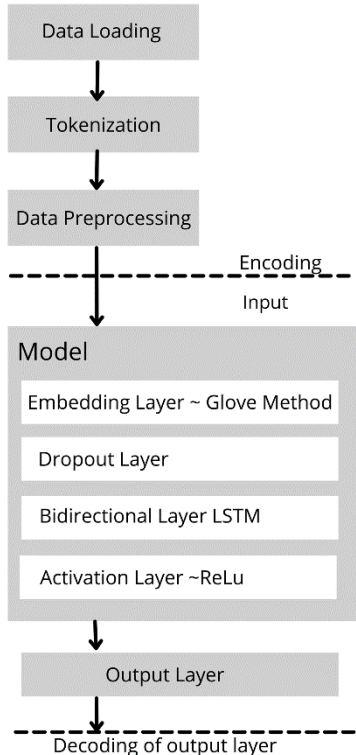 Data Loading
Tokenization
Data Preprocessing
Encoding
Input
Model
Embedding Layer ~ Glove Method
Dropout Layer
Bidirectional Layer LSTM
Activation Layer ~ReLu
Output Layer
Decoding of output layer